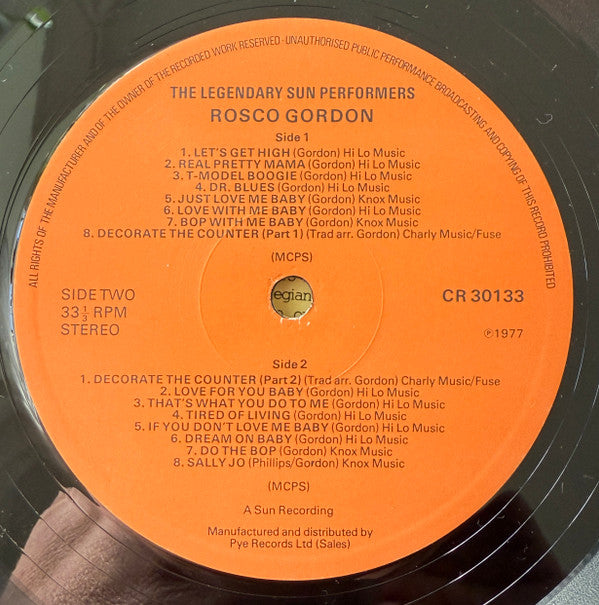 ALL RIGHTS OF THE MANUFACTURER AND OF THE OWNER OF THE RECORDED WORK RESERVED · UNAUTHORISED PUBLIC PERFORMANCE BROADCASTING AND COPYING OF THIS RECORD PROHIBITED
THE LEGENDARY SUN PERFORMERS
ROSCO GORDON
Side 1
1. LET'S GET HIGH (Gordon) Hi Lo Music
2. REAL PRETTY MAMA (Gordon) Hi Lo Music
3. T-MODEL BOOGIE (Gordon) Hi Lo Music
4. DR. BLUES (Gordon) Hi Lo Music
5. JUST LOVE ME BABY (Gordon) Knox Music
6. LOVE WITH ME BABY (Gordon) Hi Lo Music
7. BOP WITH ME BABY (Gordon) Knox Music
8. DECORATE THE COUNTER (Part 1) (Trad arr. Gordon) Charly Music/Fuse
(MCPS)
egian
SIDE TWO
33⅓ RPM
STEREO
CR 30133
℗ 1977
Side 2
1. DECORATE THE COUNTER (Part 2) (Trad arr. Gordon) Charly Music/Fuse
2. LOVE FOR YOU BABY (Gordon) Hi Lo Music
3. THAT'S WHAT YOU DO TO ME (Gordon) Hi Lo Music
4. TIRED OF LIVING (Gordon) Hi Lo Music
5. IF YOU DON'T LOVE ME BABY (Gordon) Hi Lo Music
6. DREAM ON BABY (Gordon) Hi Lo Music
7. DO THE BOP (Gordon) Knox Music
8. SALLY JO (Phillips/Gordon) Knox Music
(MCPS)
A Sun Recording
Manufactured and distributed by
Pye Records Ltd (Sales)